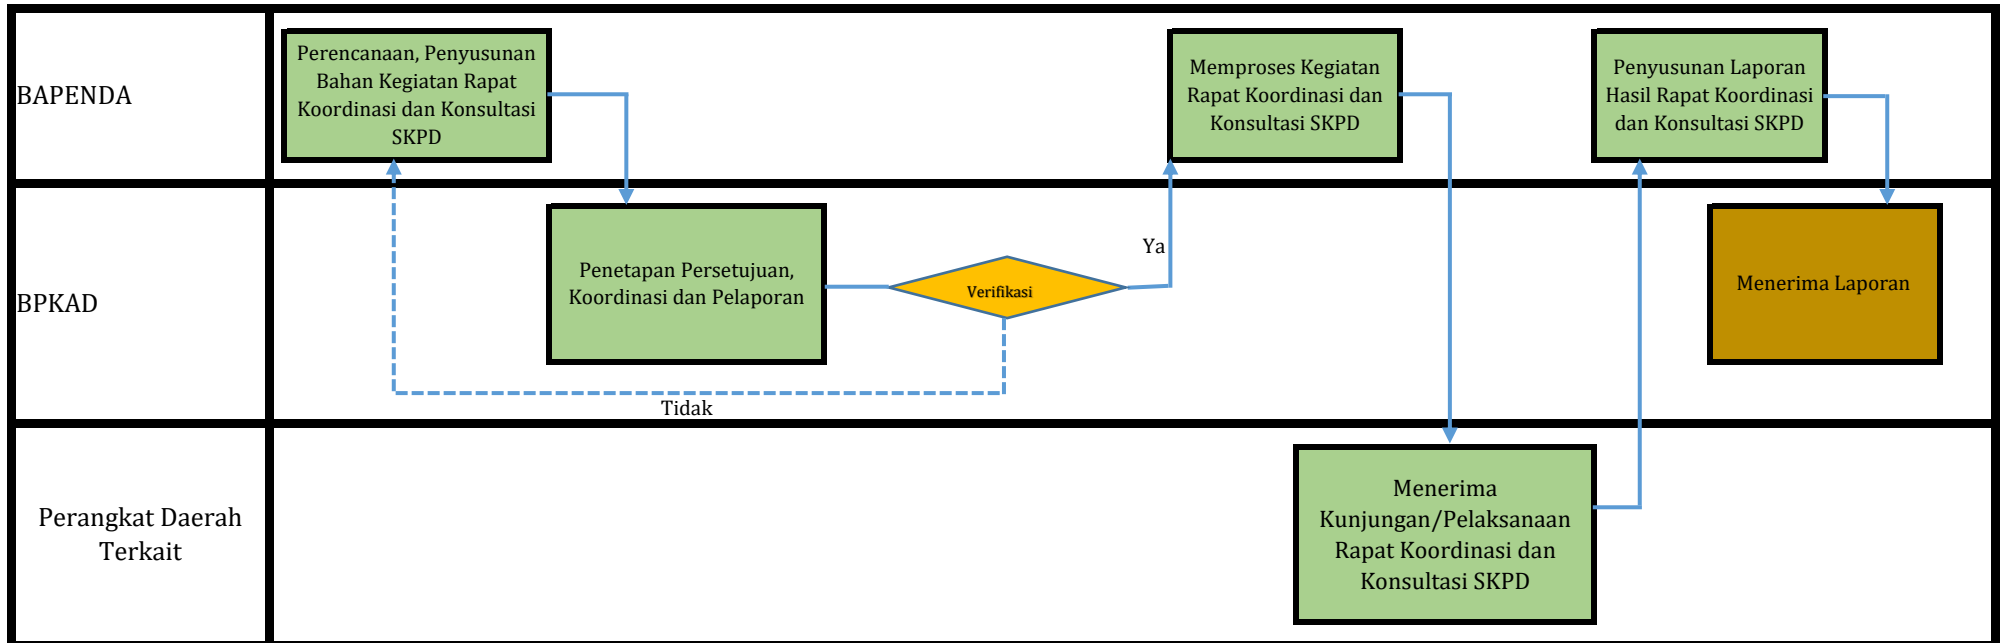 BAPENDA
Perencanaan, Penyusunan
Bahan Kegiatan Rapat
Koordinasi dan Konsultasi
SKPD
Memproses Kegiatan
Rapat Koordinasi dan
Konsultasi SKPD
Penyusunan Laporan
Hasil Rapat Koordinasi
dan Konsultasi SKPD
BPKAD
Penetapan Persetujuan,
Koordinasi dan Pelaporan
Verifikasi
Ya
Tidak
Menerima Laporan
Perangkat Daerah
Terkait
Menerima
Kunjungan/Pelaksanaan
Rapat Koordinasi dan
Konsultasi SKPD